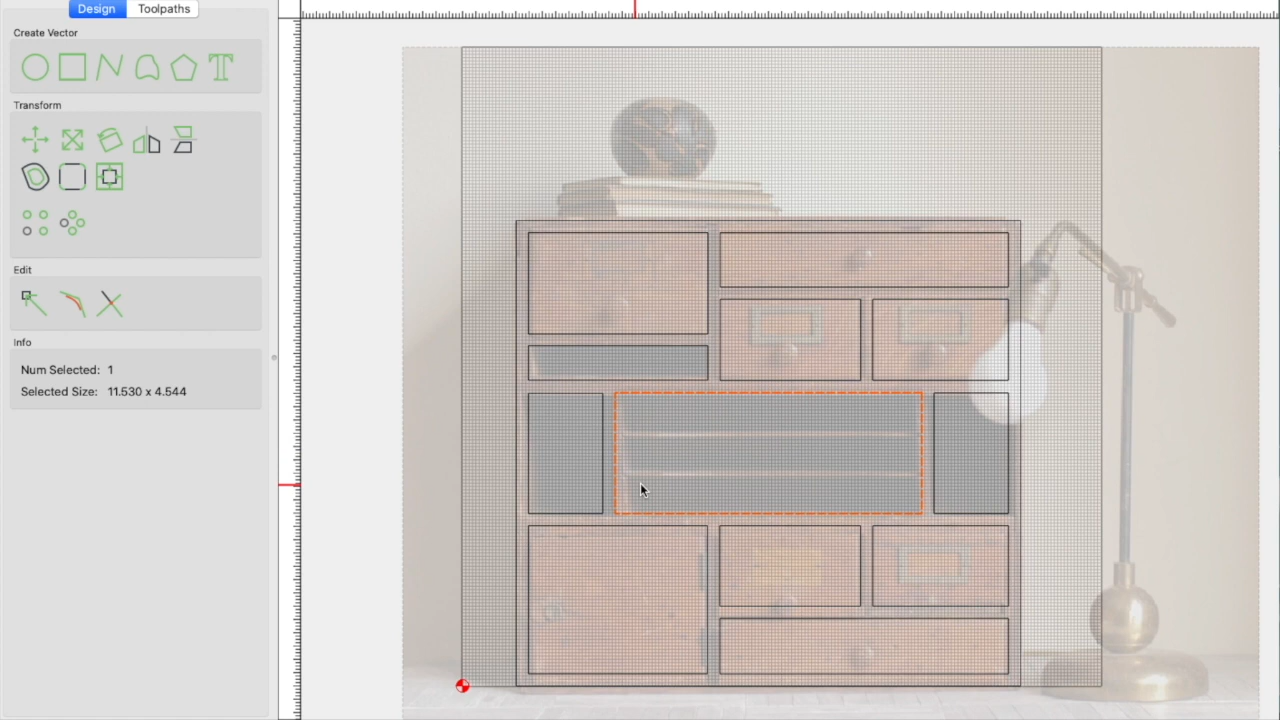 Design Toolpaths
Create Vector
Transform
Edit
Info
Num Selected: 1
Selected Size: 11.530 x 4.544